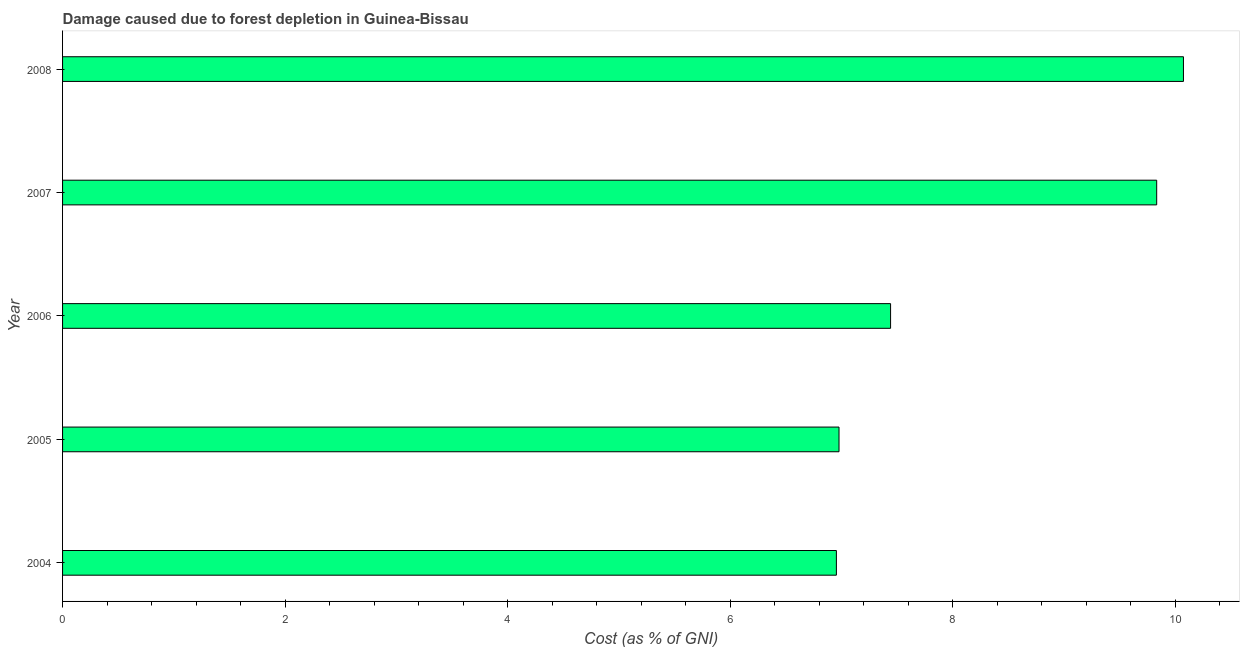 Damage caused due to forest depletion in Guinea-Bissau
2008
2007
2006
2005
2004
Year
0 2 4 6 8 10
Cost (as % of GNI)